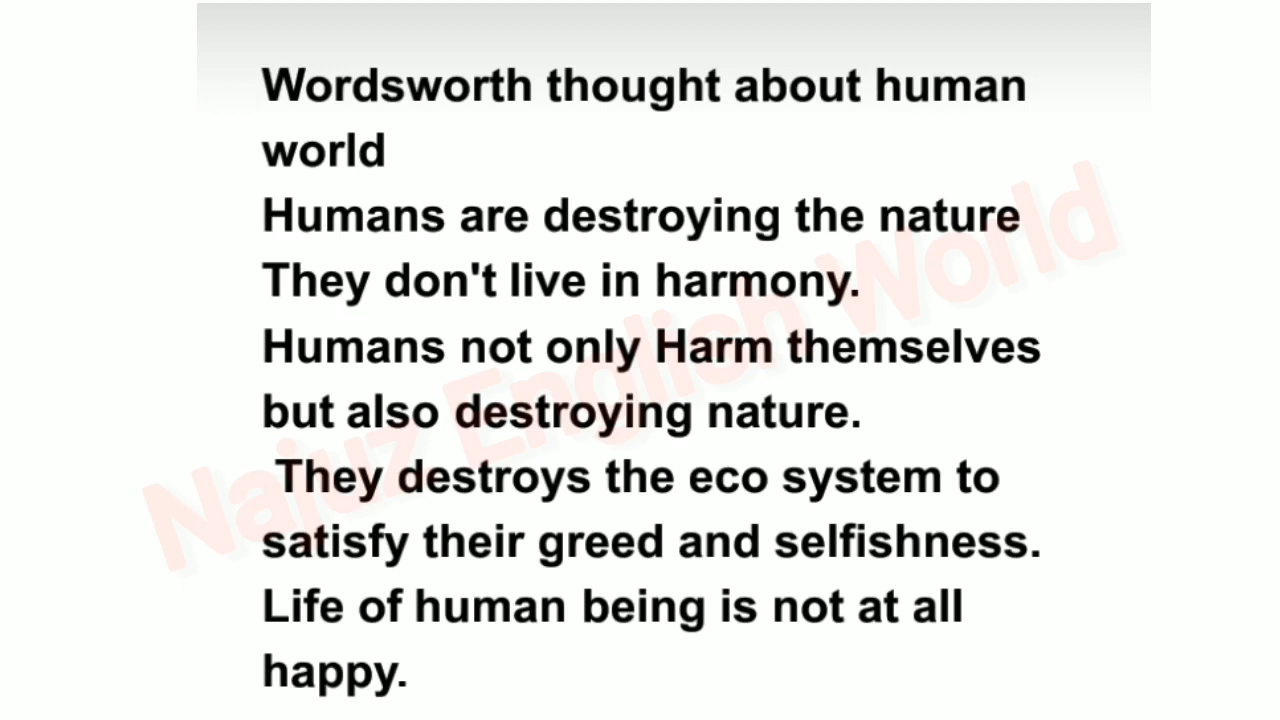 Wordsworth thought about human
world
Humans are destroying the nature
They don't live in harmony.
Humans not only Harm themselves
but also destroying nature.
They destroys the eco system to
satisfy their greed and selfishness.
Life of human being is not at all
happy.
Najuz English World